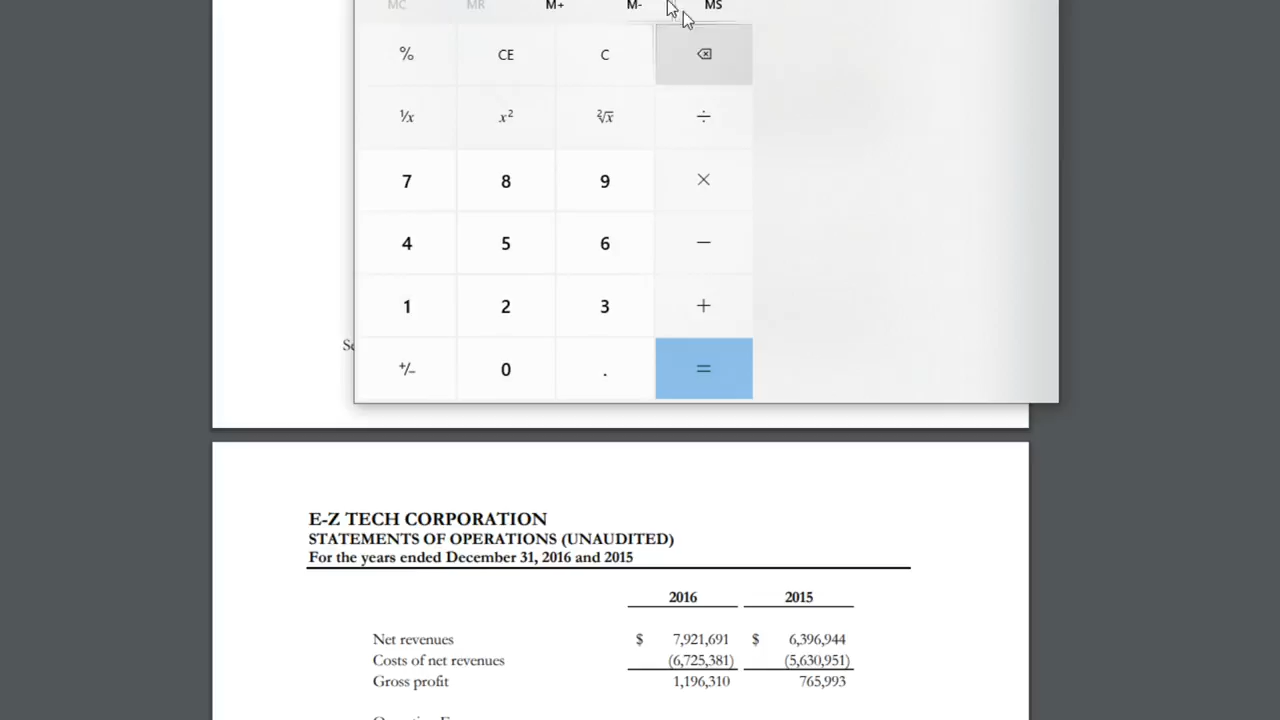 MC MR M+ M- MS
% CE C
¹/x x² ²√x ÷
7 8 9 ×
4 5 6 −
1 2 3 +
+/− 0 . =
E-Z TECH CORPORATION
STATEMENTS OF OPERATIONS (UNAUDITED)
For the years ended December 31, 2016 and 2015
2016 2015
Net revenues $ 7,921,691 $ 6,396,944
Costs of net revenues (6,725,381) (5,630,951)
Gross profit 1,196,310 765,993